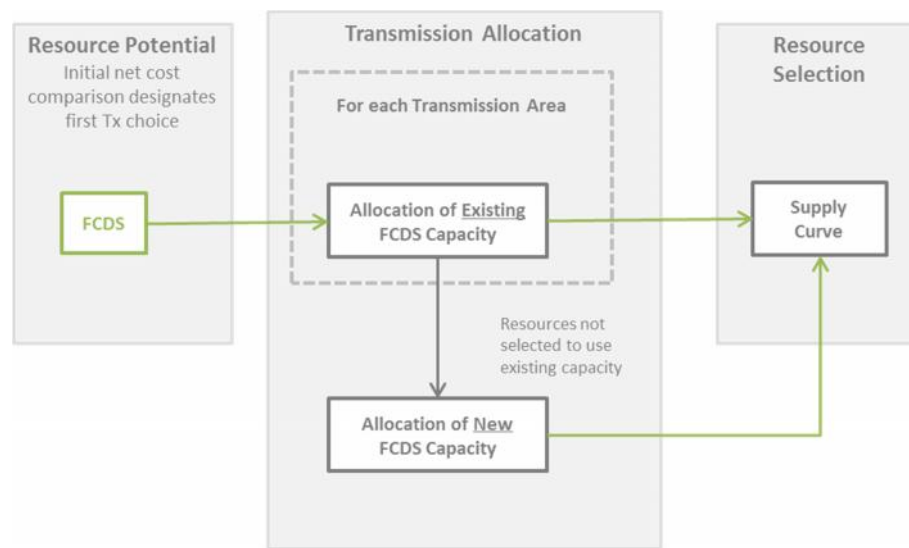 Resource Potential
Initial net cost
comparison designates
first Tx choice
FCDS
Transmission Allocation
For each Transmission Area
Allocation of Existing
FCDS Capacity
Resources not
selected to use
existing capacity
Allocation of New
FCDS Capacity
Resource
Selection
Supply
Curve